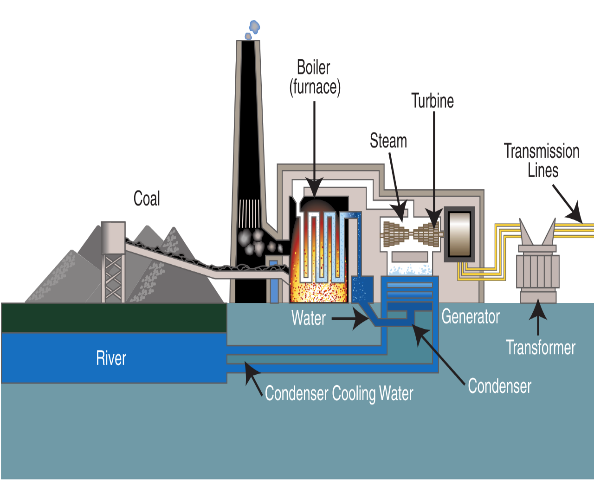 Boiler
(furnace)
Turbine
Steam
Transmission
Lines
Coal
Water
Generator
River
Transformer
Condenser
Condenser Cooling Water